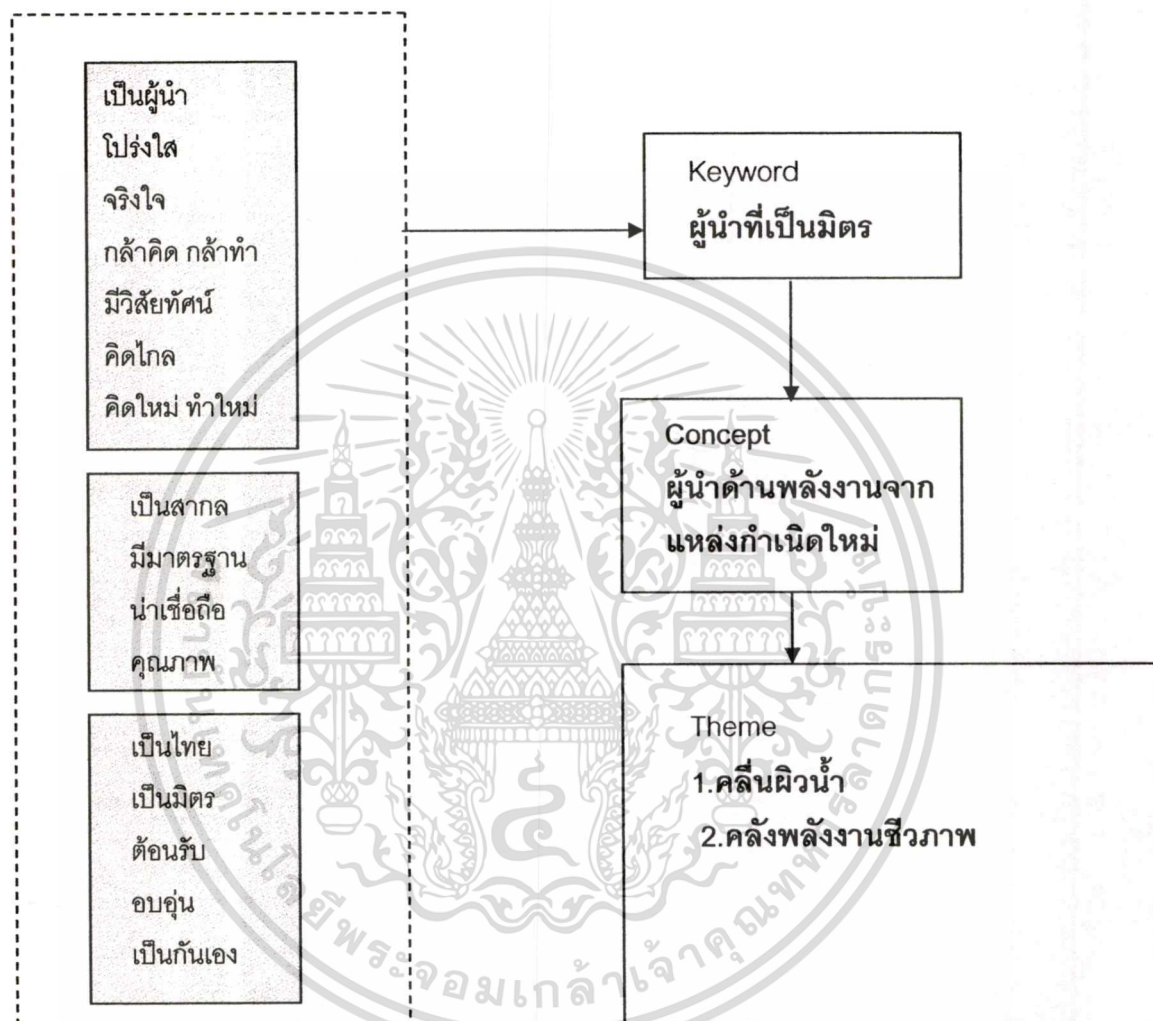 เป็นผู้นำ
โปร่งใส
จริงใจ
กล้าคิด กล้าทำ
มีวิสัยทัศน์
คิดไกล
คิดใหม่ ทำใหม่
เป็นสากล
มีมาตรฐาน
น่าเชื่อถือ
คุณภาพ
เป็นไทย
เป็นมิตร
ต้อนรับ
อบอุ่น
เป็นกันเอง
Keyword
ผู้นำที่เป็นมิตร
Concept
ผู้นำด้านพลังงานจาก
แหล่งกำเนิดใหม่
Theme
1.คลื่นผิวน้ำ
2.คลังพลังงานชีวภาพ